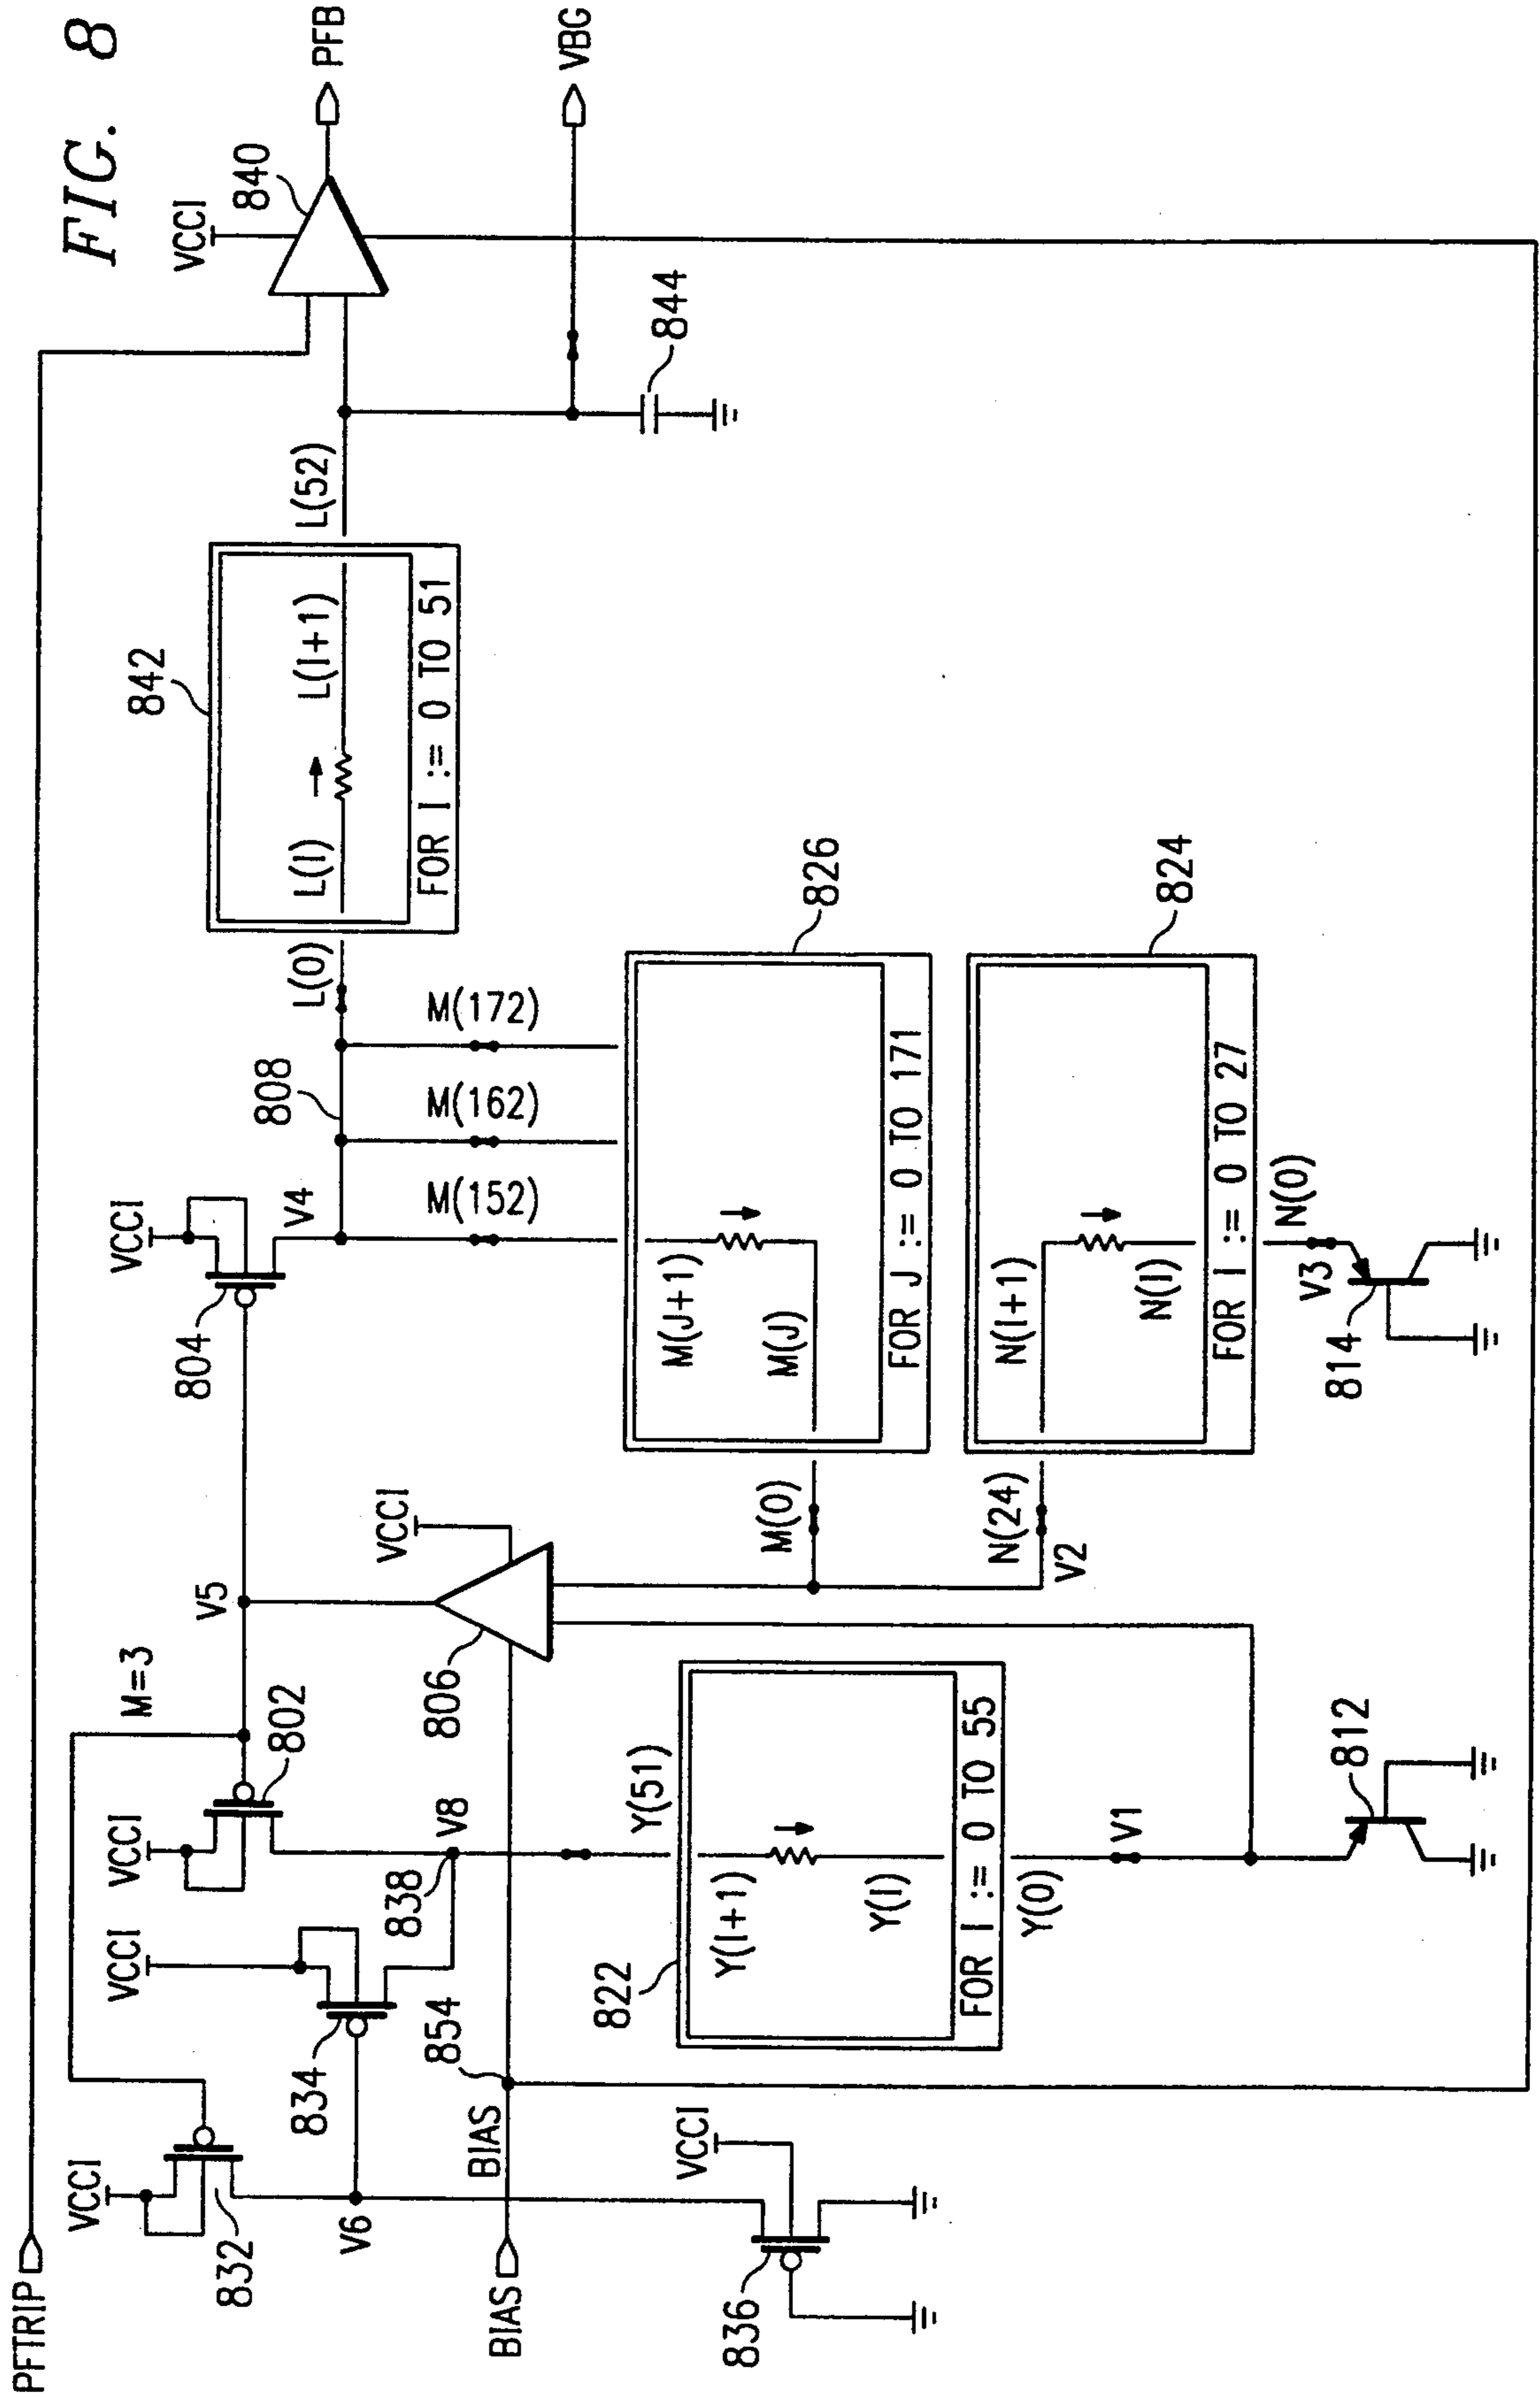 FIG. 8
PFTRIP
PFB
VBG
VCCI
840
844
L(52)
842
L(I)
L(I+1)
FOR I := 0 TO 51
L(0)
808
M(172)
M(162)
M(152)
VCCI
V4
804
826
M(J+1)
M(J)
FOR J := 0 TO 171
M(0)
824
N(I+1)
N(I)
FOR I := 0 TO 27
N(24)
V2
N(0)
V3
814
V5
M=3
VCCI
806
VCCI
802
V8
838
Y(51)
822
Y(I+1)
Y(I)
FOR I := 0 TO 55
Y(0)
V1
812
VCCI
834
854
VCCI
832
V6
BIAS
BIAS
VCCI
836